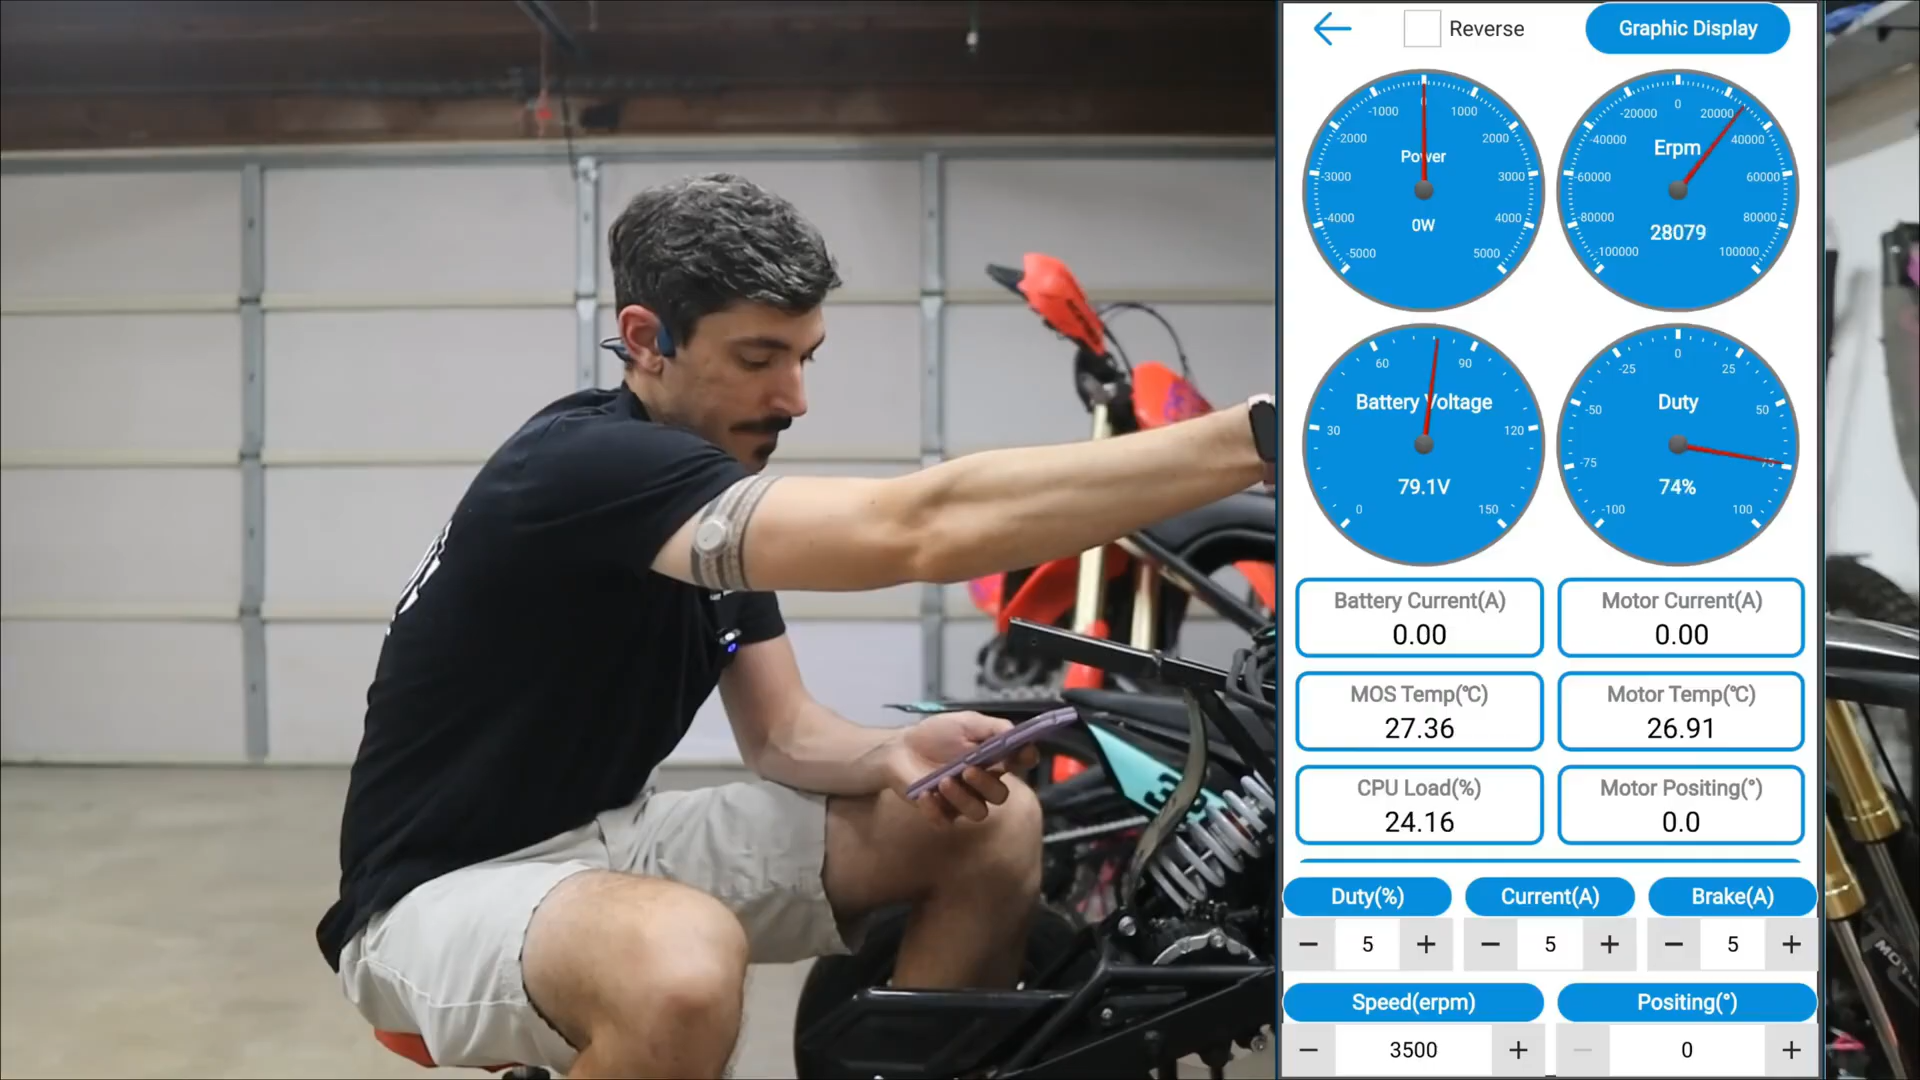 Reverse
Graphic Display
-5000
-4000
-3000
-2000
-1000
1000
2000
3000
4000
5000
Power
0W
-100000
-80000
-60000
-40000
-20000
0
20000
40000
60000
80000
100000
Erpm
28079
0
30
60
90
120
150
Battery Voltage
79.1V
-100
-75
-50
-25
0
25
50
75
100
Duty
74%
Battery Current(A)
0.00
Motor Current(A)
0.00
MOS Temp(℃)
27.36
Motor Temp(℃)
26.91
CPU Load(%)
24.16
Motor Positing(°)
0.0
Duty(%)
Current(A)
Brake(A)
− 5 +
− 5 +
− 5 +
Speed(erpm)
Positing(°)
− 3500 +
− 0 +